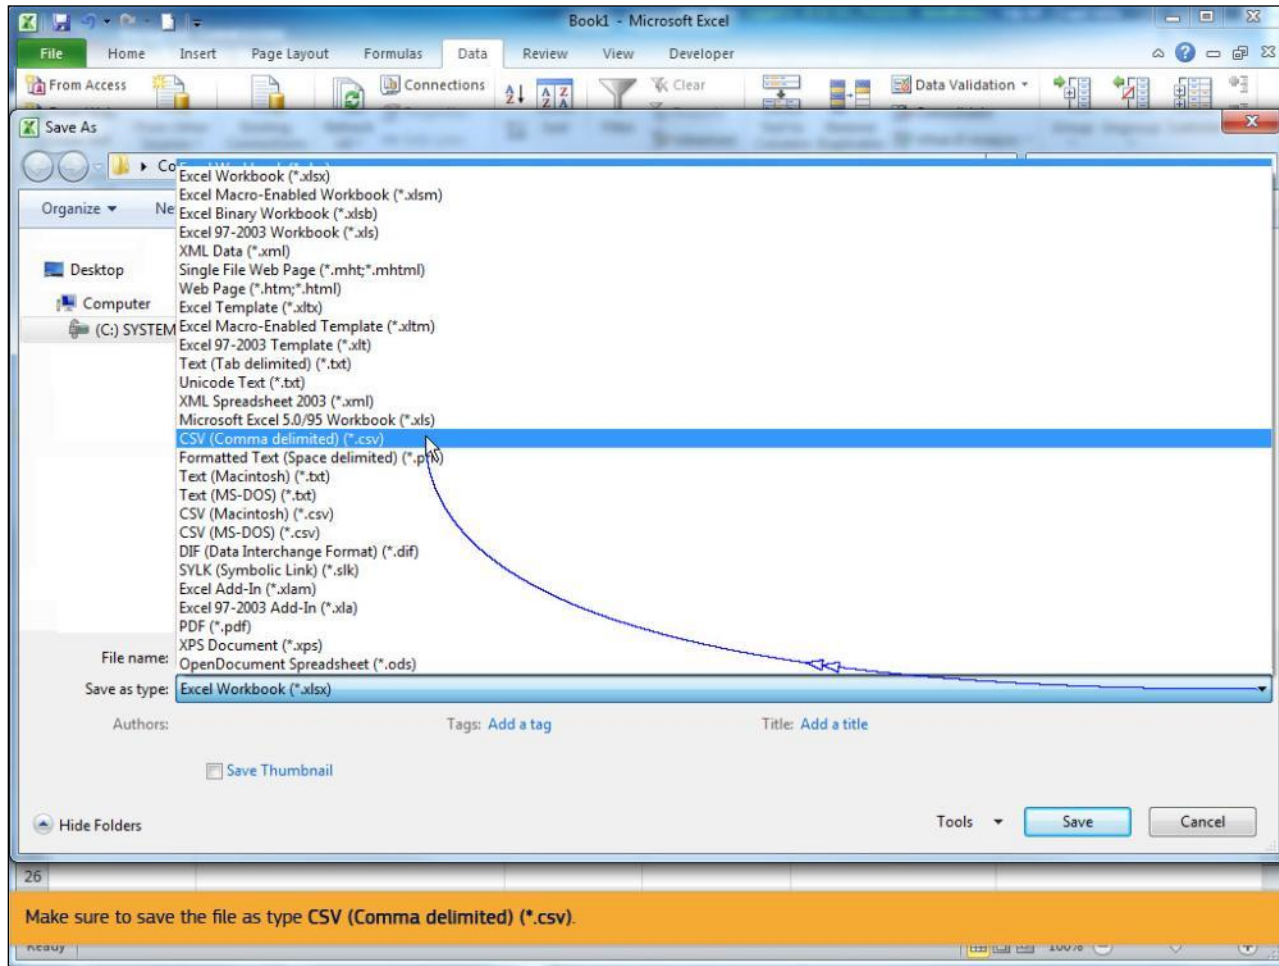 Book1 - Microsoft Excel
File Home Insert Page Layout Formulas Data Review View Developer
From Access Connections Clear Data Validation
Save As
Co
Excel Workbook (*.xlsx)
Excel Macro-Enabled Workbook (*.xlsm)
Organize Ne
Excel Binary Workbook (*.xlsb)
Excel 97-2003 Workbook (*.xls)
XML Data (*.xml)
Desktop
Single File Web Page (*.mht;*.mhtml)
Web Page (*.htm;*.html)
Computer
Excel Template (*.xltx)
(C:) SYSTEM
Excel Macro-Enabled Template (*.xltm)
Excel 97-2003 Template (*.xlt)
Text (Tab delimited) (*.txt)
Unicode Text (*.txt)
XML Spreadsheet 2003 (*.xml)
Microsoft Excel 5.0/95 Workbook (*.xls)
CSV (Comma delimited) (*.csv)
Formatted Text (Space delimited) (*.prn)
Text (Macintosh) (*.txt)
Text (MS-DOS) (*.txt)
CSV (Macintosh) (*.csv)
CSV (MS-DOS) (*.csv)
DIF (Data Interchange Format) (*.dif)
SYLK (Symbolic Link) (*.slk)
Excel Add-In (*.xlam)
Excel 97-2003 Add-In (*.xla)
PDF (*.pdf)
XPS Document (*.xps)
File name:
OpenDocument Spreadsheet (*.ods)
Save as type: Excel Workbook (*.xlsx)
Authors: Tags: Add a tag Title: Add a title
Save Thumbnail
Hide Folders Tools Save Cancel
26
Make sure to save the file as type CSV (Comma delimited) (*.csv).
Ready 100%